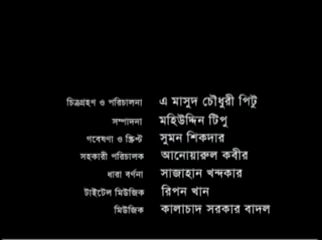 চিত্রগ্রহণ ও পরিচালনা এ মাসুদ চৌধুরী পিটু
সম্পাদনা মহিউদ্দিন টিপু
গবেষণা ও স্ক্রিপ্ট সুমন শিকদার
সহকারী পরিচালক আনোয়ারুল কবীর
ধারা বর্ণনা সাজাহান খন্দকার
টাইটেল মিউজিক রিপন খান
মিউজিক কালাচাদ সরকার বাদল